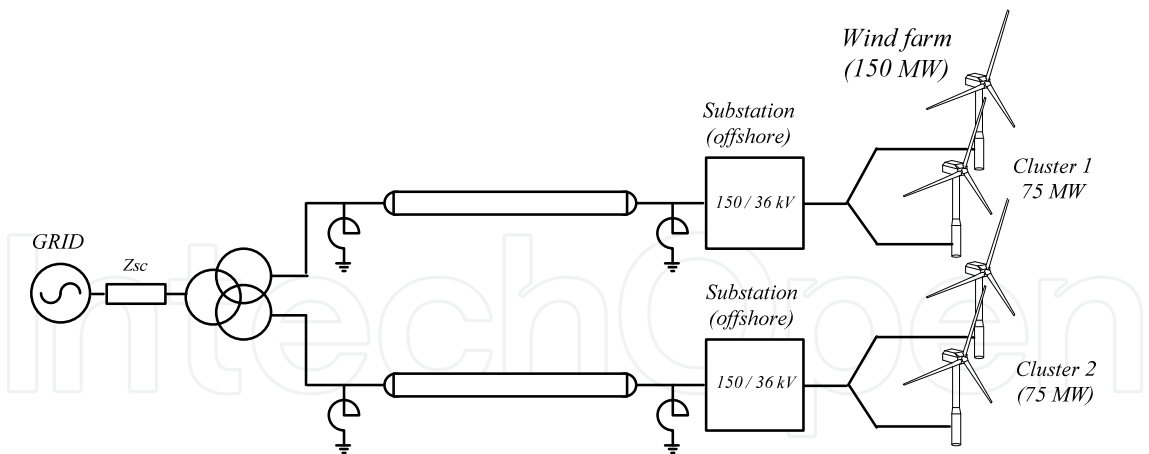 Wind farm
(150 MW)
Substation
(offshore)
150 / 36 kV
Cluster 1
75 MW
GRID
Zsc
Substation
(offshore)
150 / 36 kV
Cluster 2
(75 MW)
IntechOpen